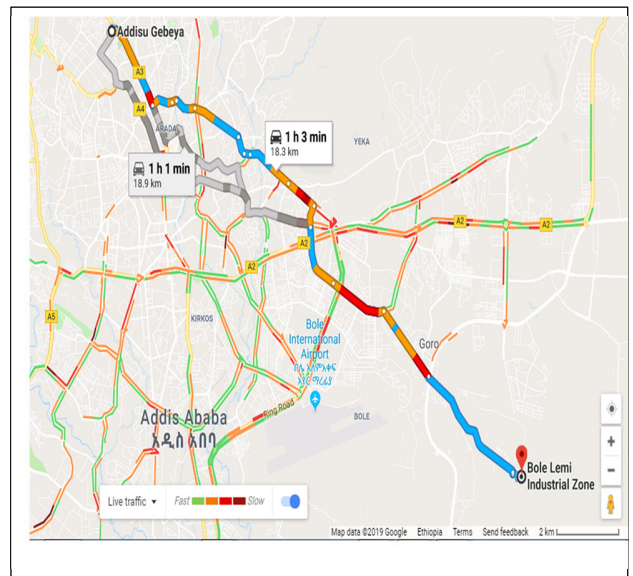 Addisu Gebeya
A3
A4
ARADA
1 h 3 min
18.3 km
YEKA
1 h 1 min
18.9 km
A2
A2
A2
A2
A5
KIRKOS
Bole
International
Airport
Goro
Addis Ababa
አዲስ አበባ
Ring Road
BOLE
Bole Lemi
Industrial Zone
Live traffic
Fast
Slow
Map data ©2019 Google
Ethiopia
Terms
Send feedback
2 km